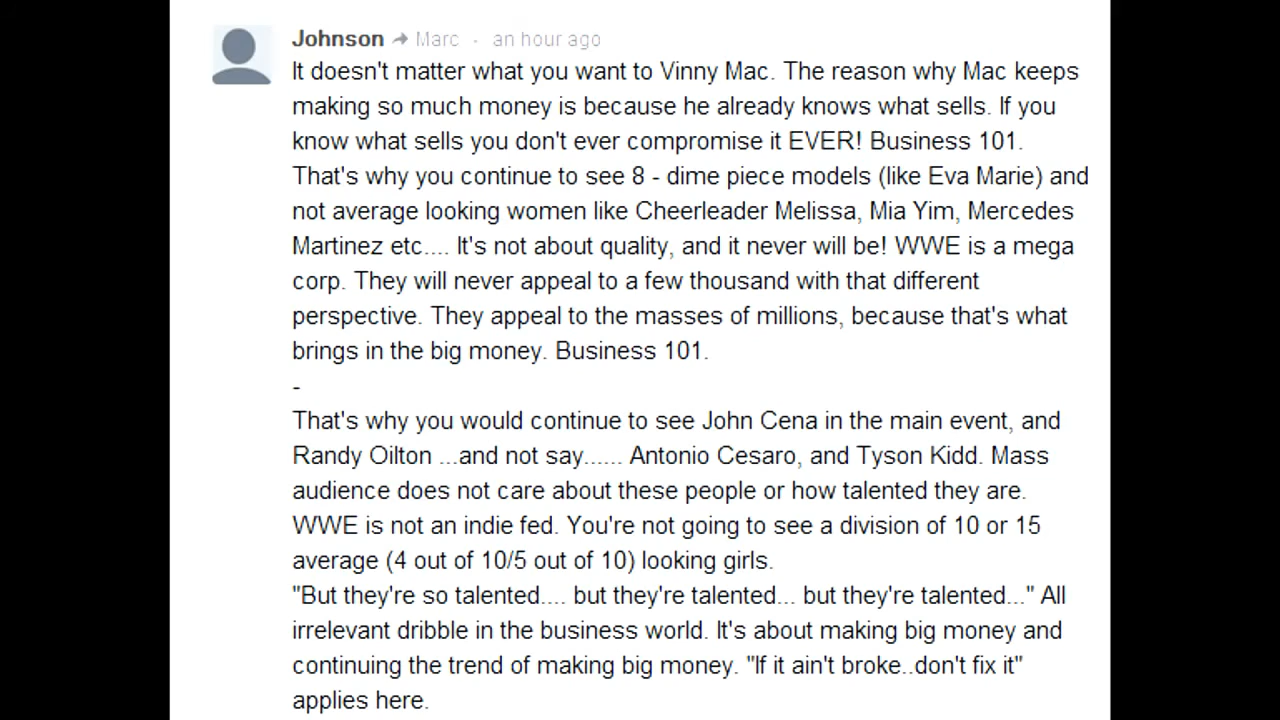 Johnson → Marc · an hour ago
It doesn't matter what you want to Vinny Mac. The reason why Mac keeps
making so much money is because he already knows what sells. If you
know what sells you don't ever compromise it EVER! Business 101.
That's why you continue to see 8 - dime piece models (like Eva Marie) and
not average looking women like Cheerleader Melissa, Mia Yim, Mercedes
Martinez etc.... It's not about quality, and it never will be! WWE is a mega
corp. They will never appeal to a few thousand with that different
perspective. They appeal to the masses of millions, because that's what
brings in the big money. Business 101.
-
That's why you would continue to see John Cena in the main event, and
Randy Oilton ...and not say...... Antonio Cesaro, and Tyson Kidd. Mass
audience does not care about these people or how talented they are.
WWE is not an indie fed. You're not going to see a division of 10 or 15
average (4 out of 10/5 out of 10) looking girls.
"But they're so talented.... but they're talented... but they're talented..." All
irrelevant dribble in the business world. It's about making big money and
continuing the trend of making big money. "If it ain't broke..don't fix it"
applies here.